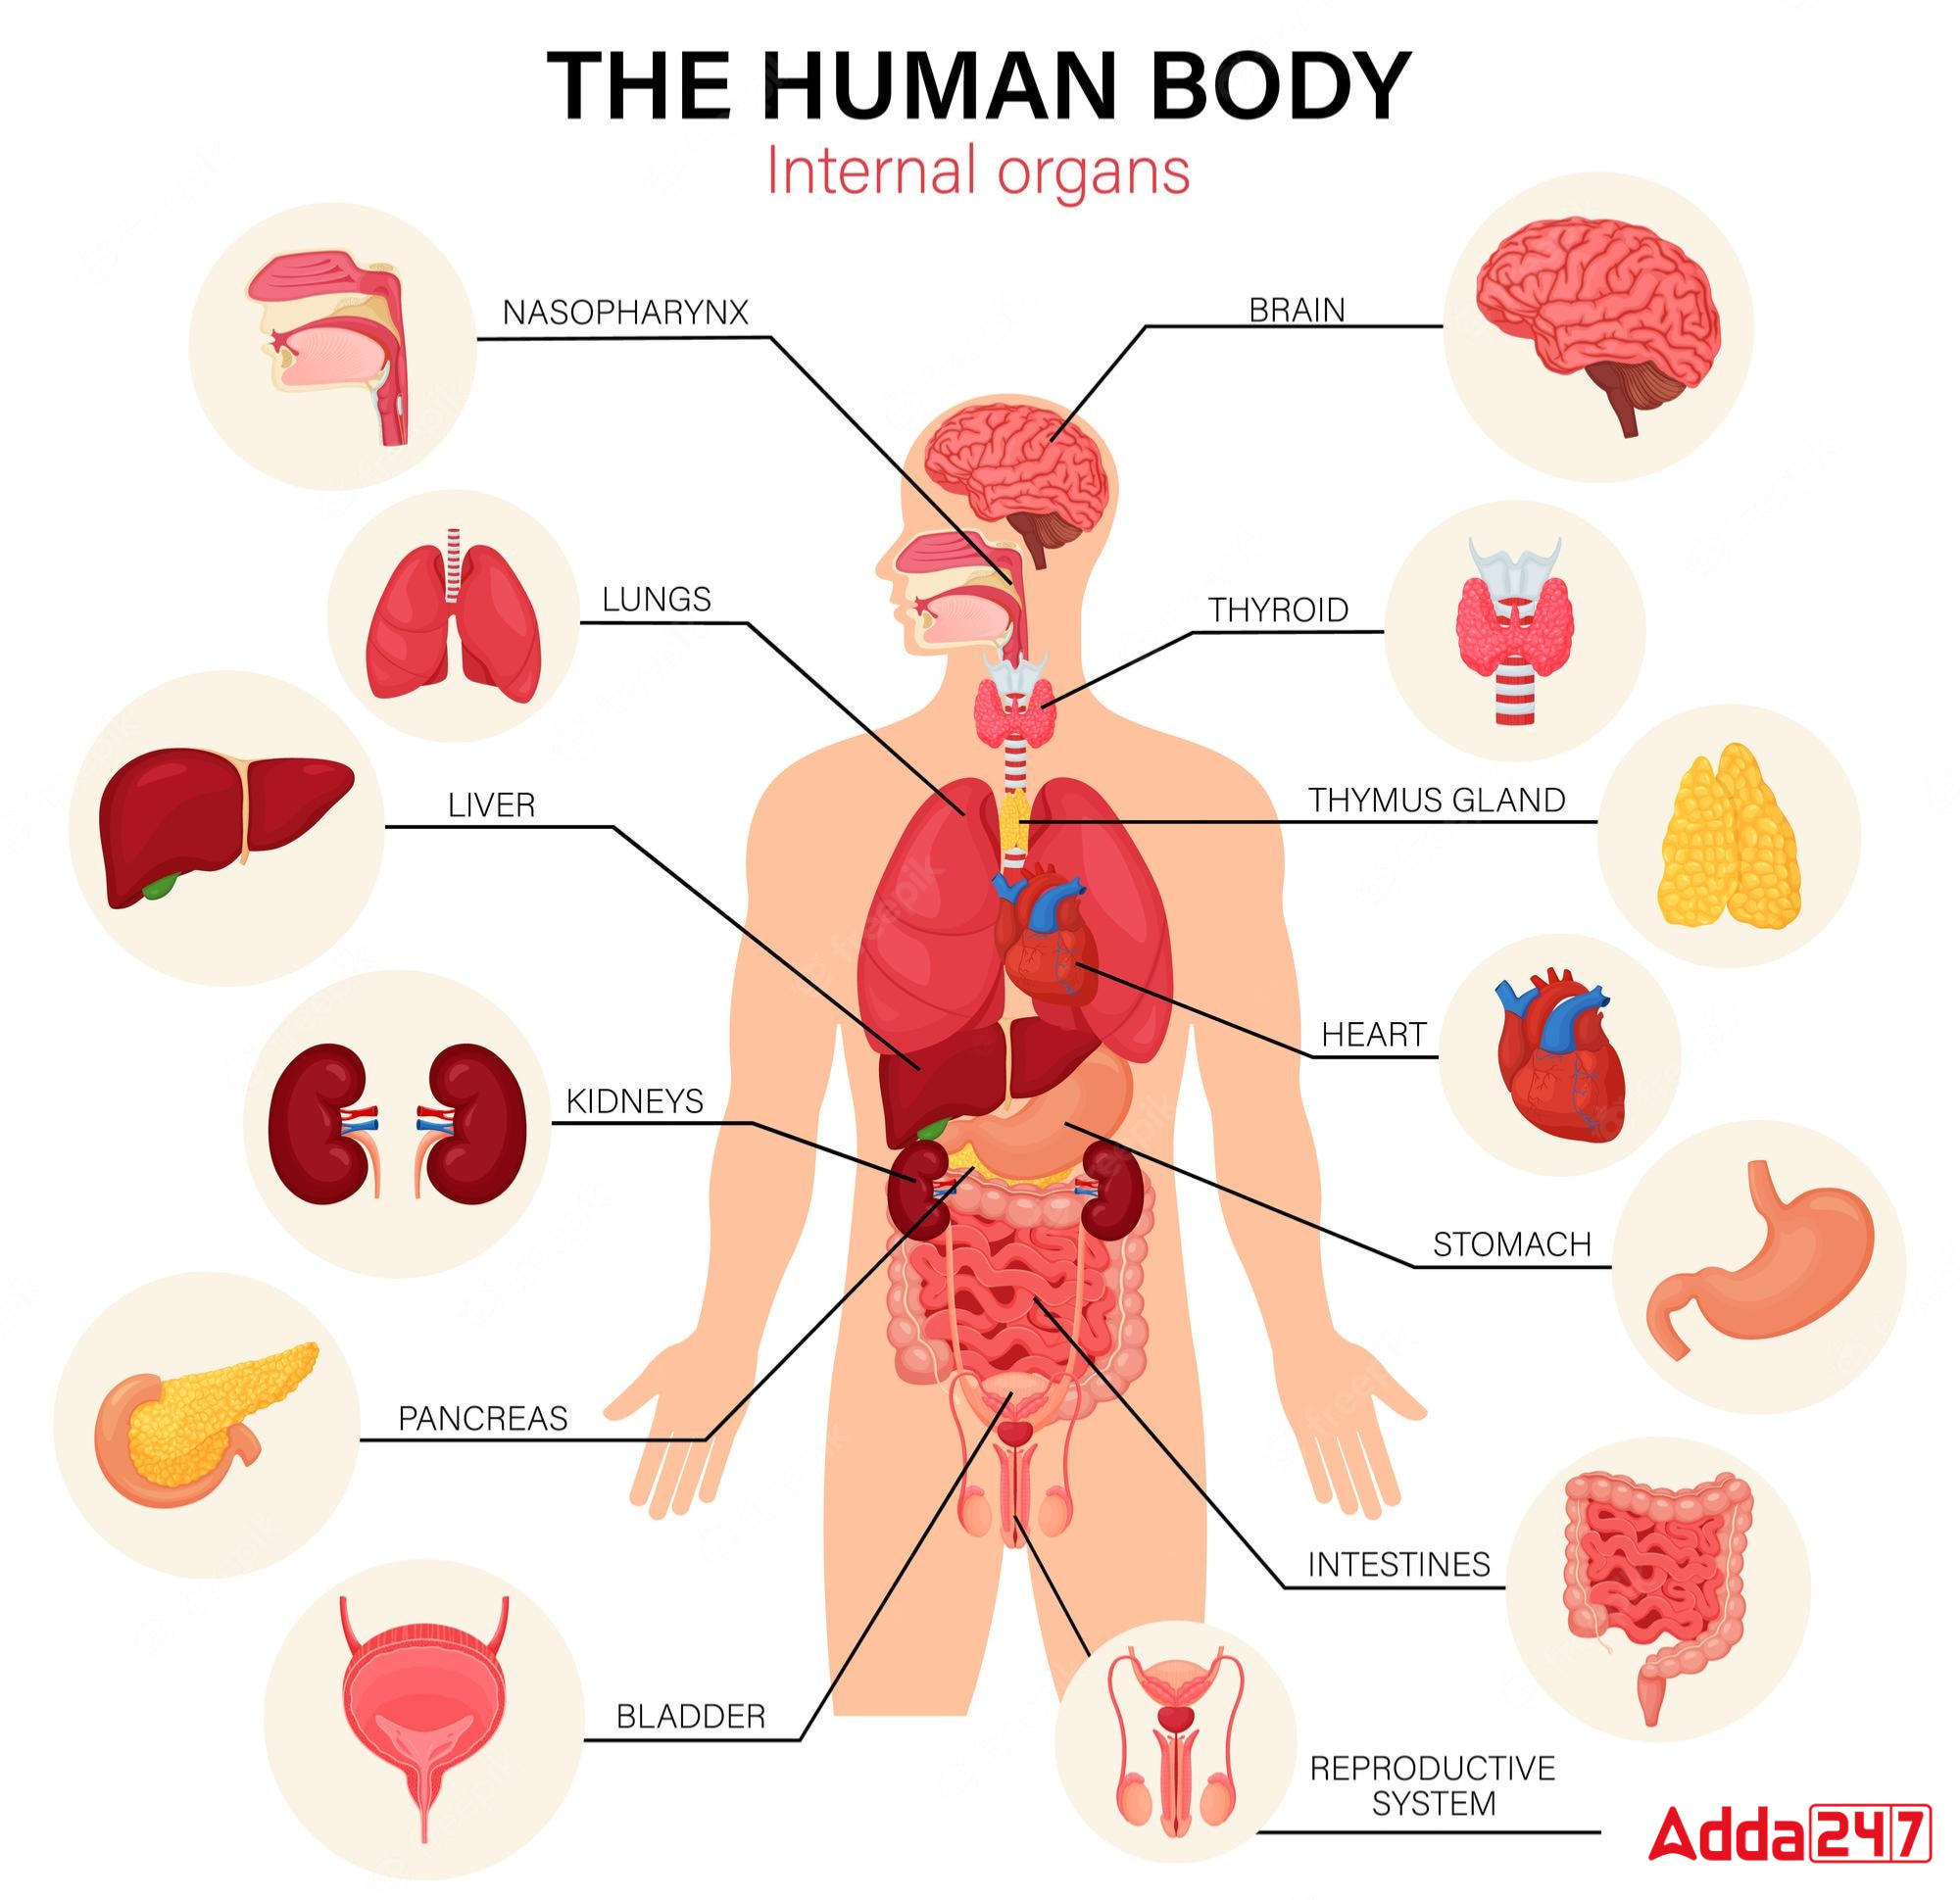 THE HUMAN BODY
Internal organs
NASOPHARYNX
BRAIN
LUNGS
THYROID
LIVER
THYMUS GLAND
HEART
KIDNEYS
STOMACH
PANCREAS
INTESTINES
BLADDER
REPRODUCTIVE
SYSTEM
Adda247